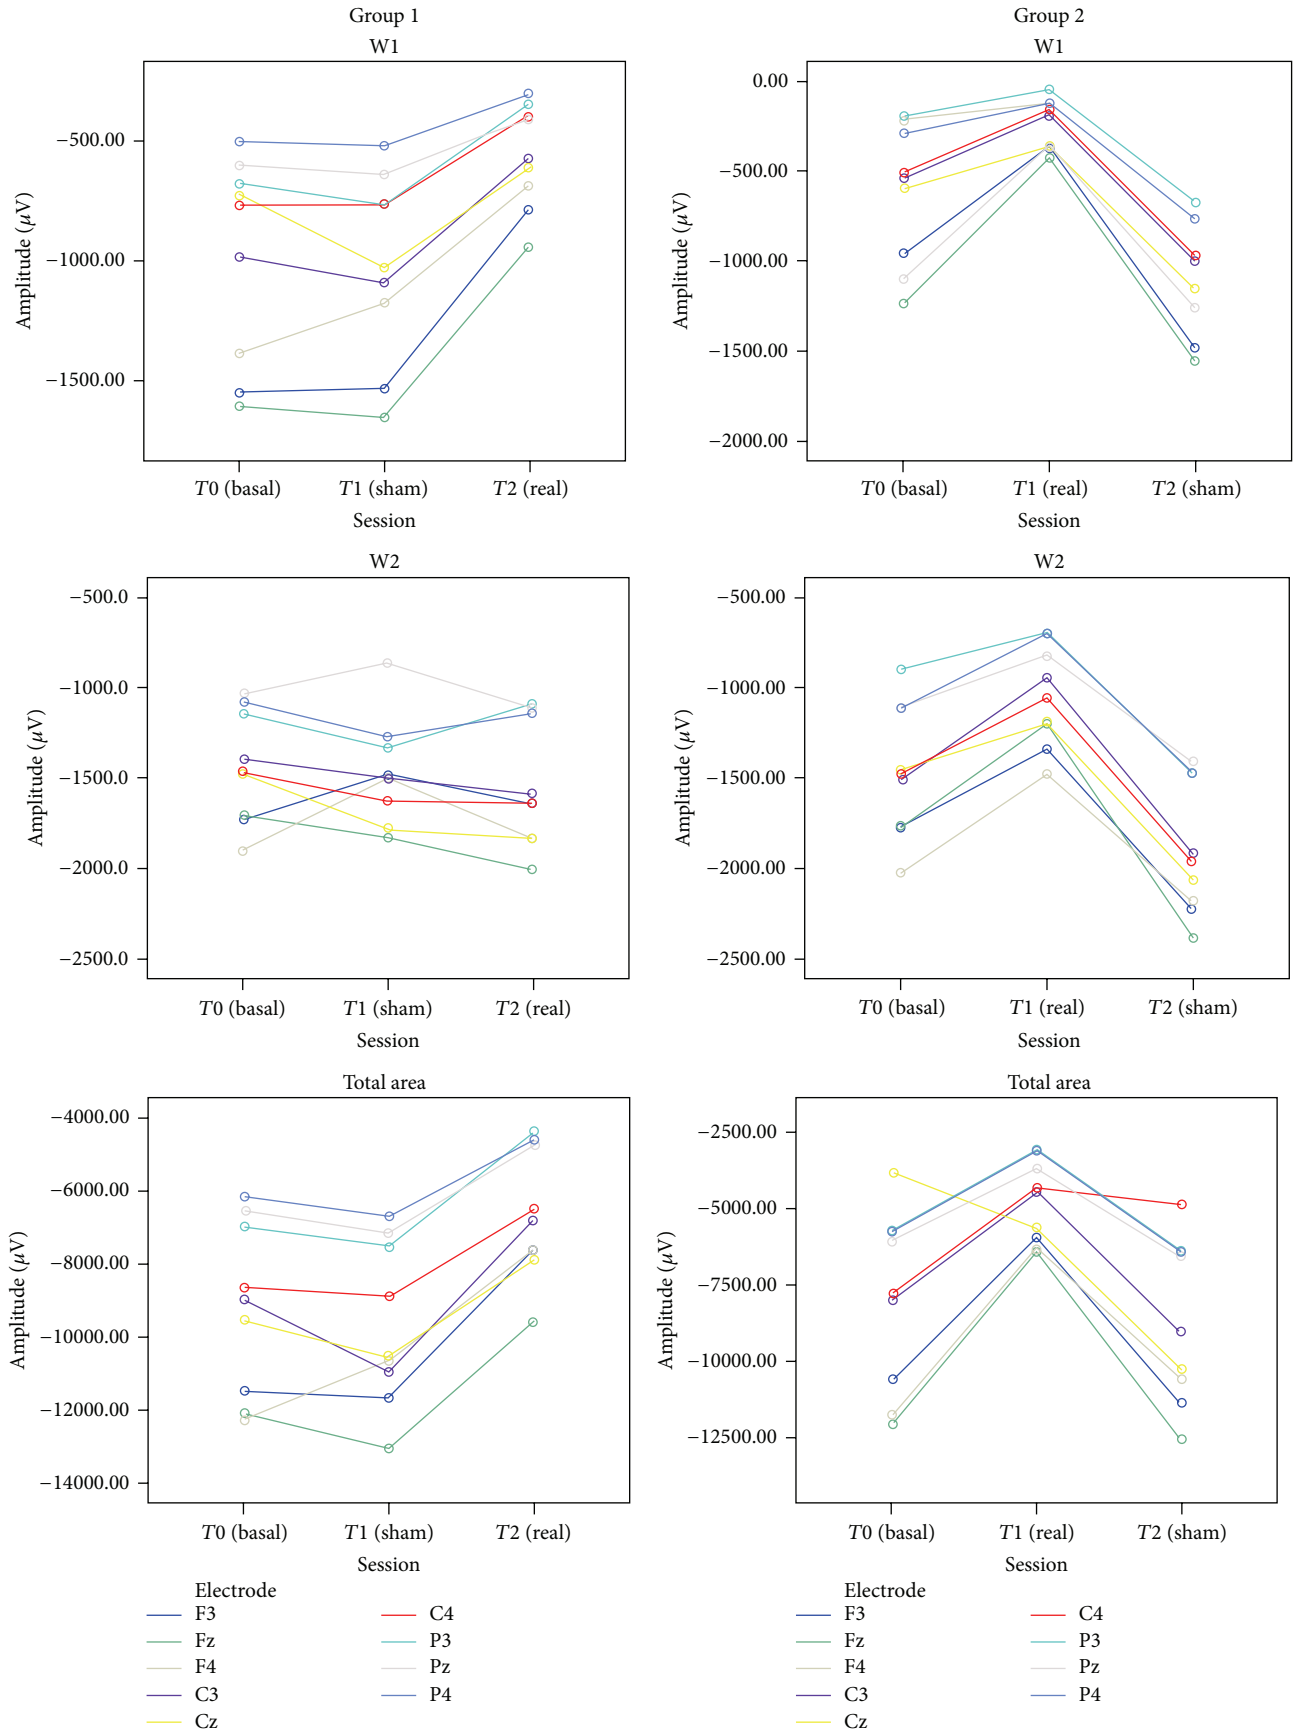 Group 1
W1
−500.00
−1000.00
−1500.00
Amplitude (μV)
T0 (basal) T1 (sham) T2 (real)
Session
Group 2
W1
0.00
−500.00
−1000.00
−1500.00
−2000.00
Amplitude (μV)
T0 (basal) T1 (real) T2 (sham)
Session
W2
−500.0
−1000.0
−1500.0
−2000.0
−2500.0
Amplitude (μV)
T0 (basal) T1 (sham) T2 (real)
Session
W2
−500.00
−1000.00
−1500.00
−2000.00
−2500.00
Amplitude (μV)
T0 (basal) T1 (real) T2 (sham)
Session
Total area
−4000.00
−6000.00
−8000.00
−10000.00
−12000.00
−14000.00
Amplitude (μV)
T0 (basal) T1 (sham) T2 (real)
Session
Total area
−2500.00
−5000.00
−7500.00
−10000.00
−12500.00
Amplitude (μV)
T0 (basal) T1 (real) T2 (sham)
Session
Electrode
F3
Fz
F4
C3
Cz
C4
P3
Pz
P4
Electrode
F3
Fz
F4
C3
Cz
C4
P3
Pz
P4